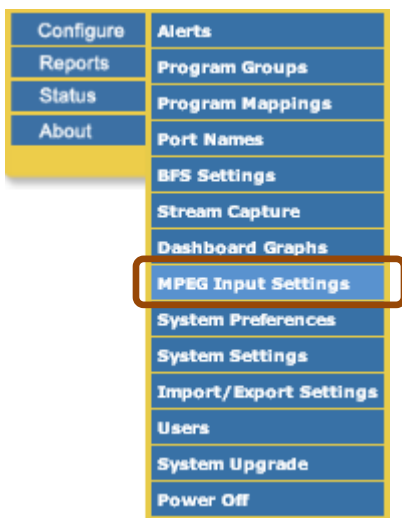 Configure
Reports
Status
About
Alerts
Program Groups
Program Mappings
Port Names
BFS Settings
Stream Capture
Dashboard Graphs
MPEG Input Settings
System Preferences
System Settings
Import/Export Settings
Users
System Upgrade
Power Off